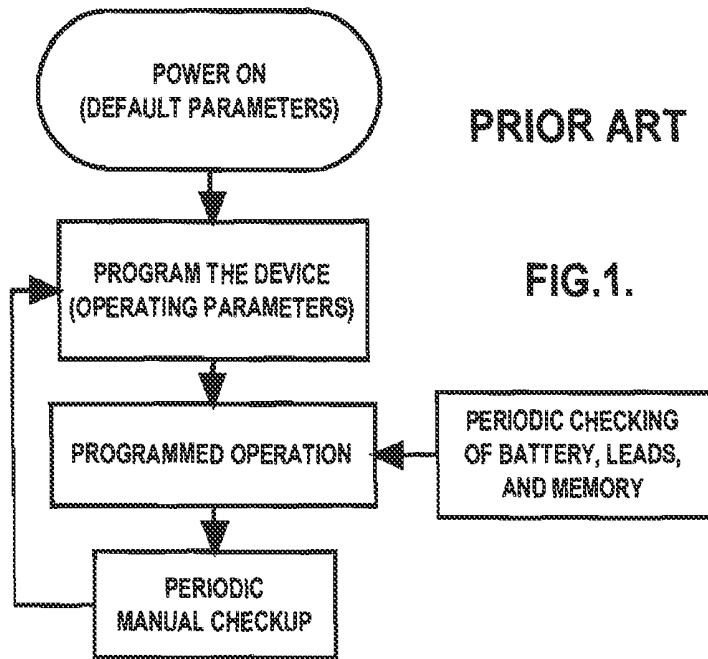 POWER ON
(DEFAULT PARAMETERS)
PRIOR ART
PROGRAM THE DEVICE
(OPERATING PARAMETERS)
FIG.1.
PROGRAMMED OPERATION
PERIODIC CHECKING
OF BATTERY, LEADS,
AND MEMORY
PERIODIC
MANUAL CHECKUP